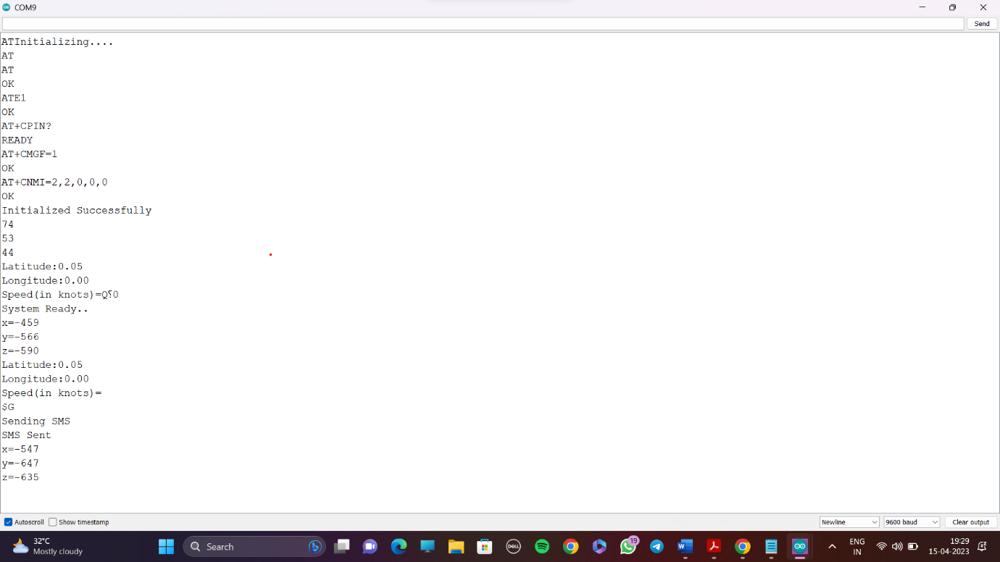 COM9
Send
ATInitializing....
AT
AT
OK
ATE1
OK
AT+CPIN?
READY
AT+CMGF=1
OK
AT+CNMI=2,2,0,0,0
OK
Initialized Successfully
74
53
44
Latitude:0.05
Longitude:0.00
Speed(in knots)=Q⸮0
System Ready..
x=-459
y=-566
z=-590
Latitude:0.05
Longitude:0.00
Speed(in knots)=
$G
Sending SMS
SMS Sent
x=-547
y=-647
z=-635
Autoscroll Show timestamp Newline 9600 baud Clear output
32°C
Mostly cloudy
Search
DELL
19
ENG
IN
19:29
15-04-2023